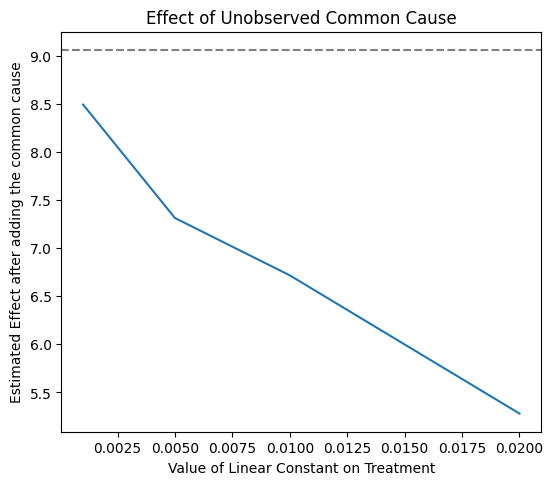 Effect of Unobserved Common Cause
Estimated Effect after adding the common cause
9.0
8.5
8.0
7.5
7.0
6.5
6.0
5.5
0.0025 0.0050 0.0075 0.0100 0.0125 0.0150 0.0175 0.0200
Value of Linear Constant on Treatment